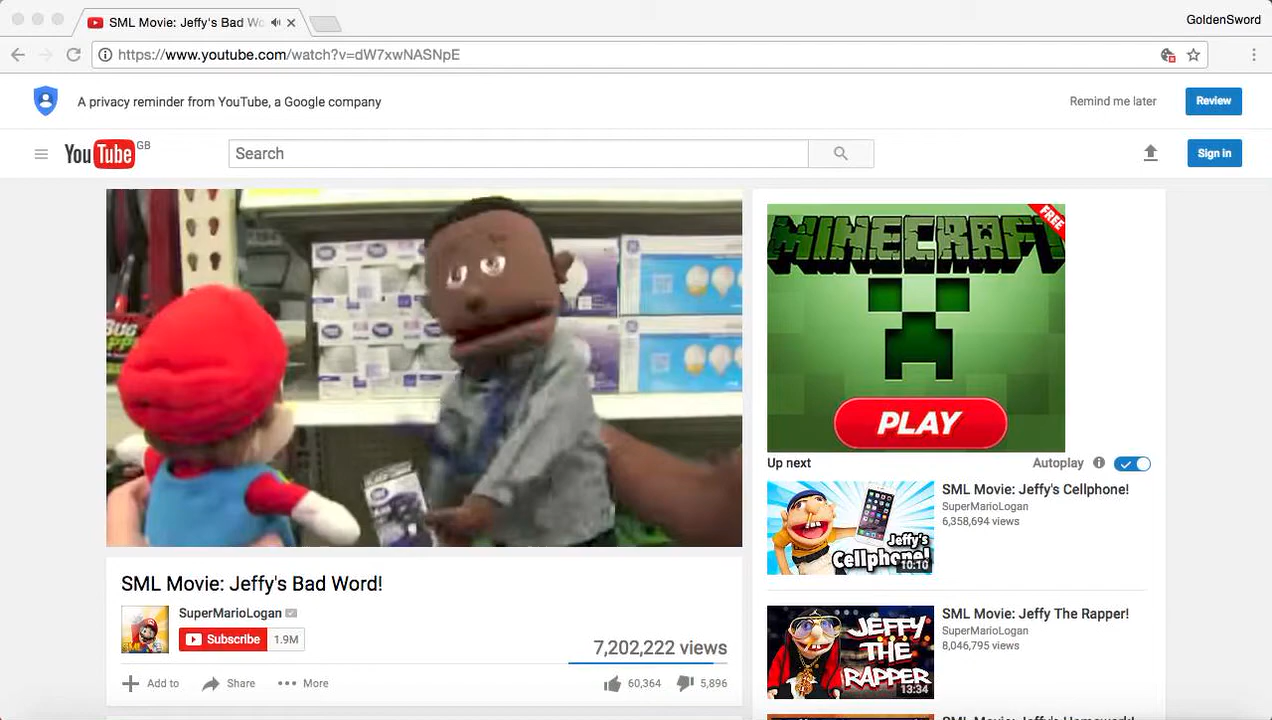 SML Movie: Jeffy's Bad Wo
GoldenSword
https://www.youtube.com/watch?v=dW7xwNASNpE
A privacy reminder from YouTube, a Google company
Remind me later
Review
YouTube GB
Search
Sign in
BUG
FREE
MINECRAFT
PLAY
Up next
Autoplay
SML Movie: Jeffy's Cellphone!
SuperMarioLogan
6,358,694 views
Jeffy's
Cellphone!
10:10
SML Movie: Jeffy's Bad Word!
SuperMarioLogan
Subscribe 1.9M
7,202,222 views
Add to
Share
More
60,364
5,896
SML Movie: Jeffy The Rapper!
SuperMarioLogan
8,046,795 views
JEFFY
THE
RAPPER
13:34